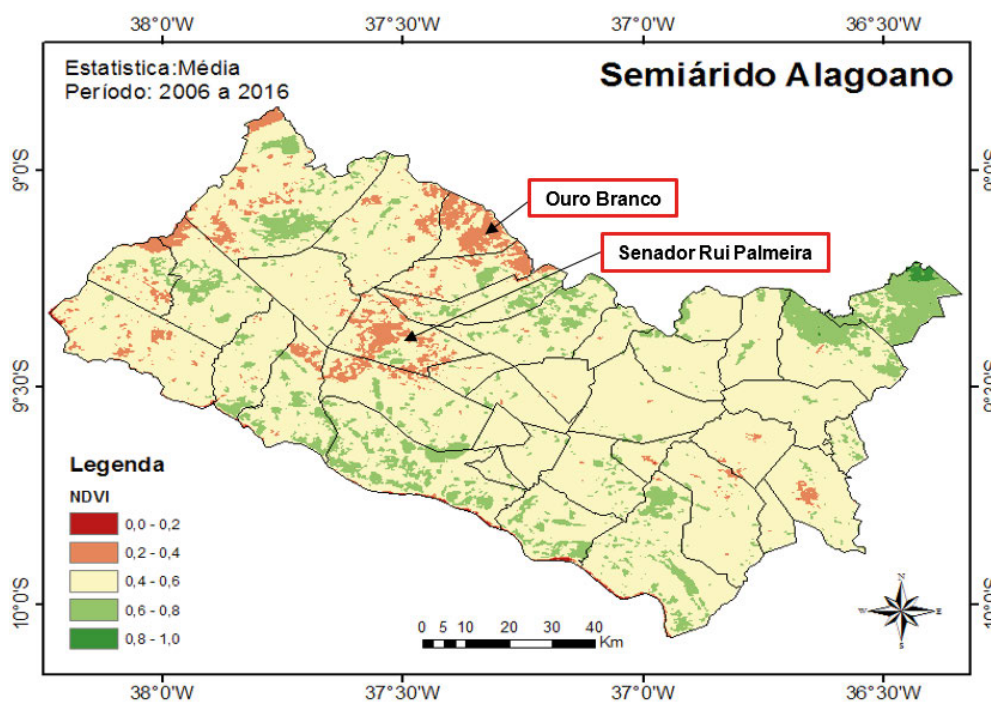 38°0'W 37°30'W 37°0'W 36°30'W
Estatistica:Média
Período: 2006 a 2016
Semiárido Alagoano
9°0'S
9°0'S
Ouro Branco
Senador Rui Palmeira
9°30'S
9°30'S
Legenda
NDVI
0,0 - 0,2
0,2 - 0,4
0,4 - 0,6
0,6 - 0,8
0,8 - 1,0
10°0'S
10°0'S
N
W E
S
0 5 10 20 30 40
Km
38°0'W 37°30'W 37°0'W 36°30'W